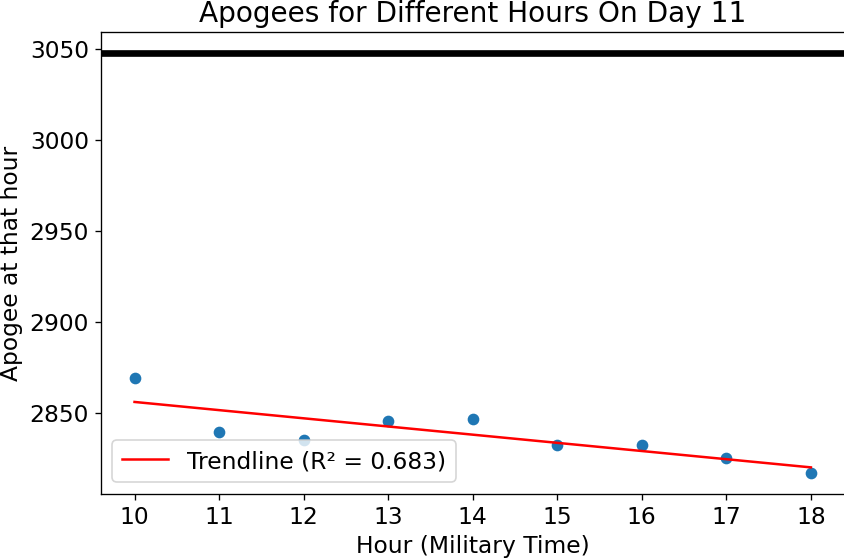 Apogees for Different Hours On Day 11
Apogee at that hour
3050
3000
2950
2900
2850
Trendline (R² = 0.683)
10 11 12 13 14 15 16 17 18
Hour (Military Time)